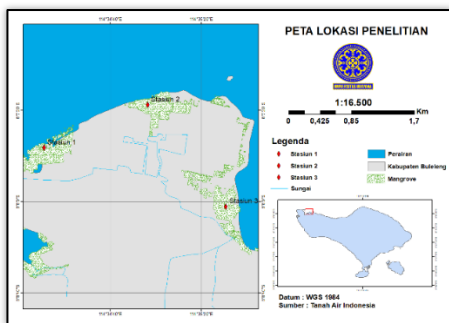 PETA LOKASI PENELITIAN
1:16.500
Km
0 0,425 0,85 1,7
Legenda
Stasiun 1
Stasiun 2
Stasiun 3
Sungai
Perairan
Kabupaten Buleleng
Mangrove
Datum : WGS 1984
Sumber : Tanah Air Indonesia
Stasiun 1
Stasiun 2
Stasiun 3